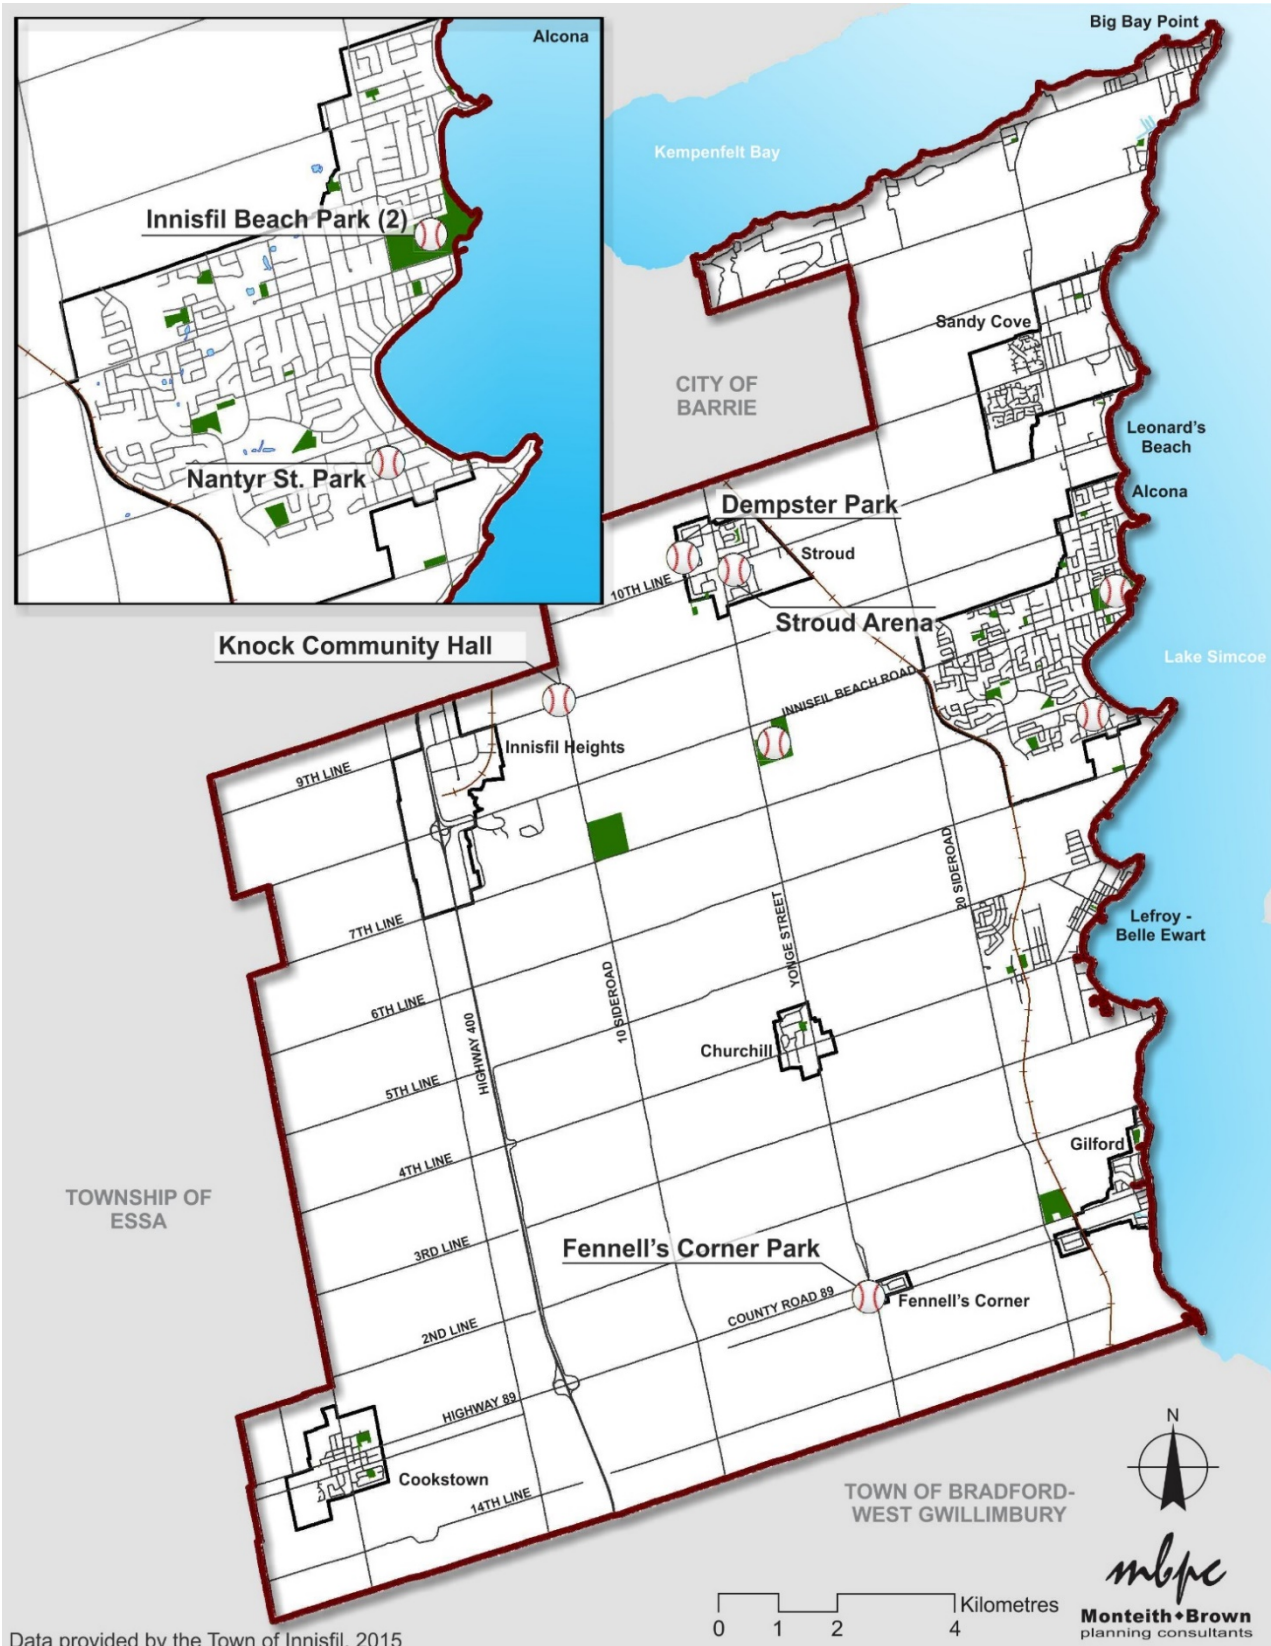 Alcona
Innisfil Beach Park (2)
Nantyr St. Park
Big Bay Point
Kempenfelt Bay
Sandy Cove
CITY OF
BARRIE
Leonard's
Beach
Alcona
Dempster Park
Stroud
10TH LINE
Stroud Arena
Knock Community Hall
Lake Simcoe
INNISFIL BEACH ROAD
Innisfil Heights
9TH LINE
20 SIDEROAD
7TH LINE
YONGE STREET
Lefroy -
Belle Ewart
6TH LINE
10 SIDEROAD
HIGHWAY 400
Churchill
5TH LINE
Gilford
4TH LINE
TOWNSHIP OF
ESSA
3RD LINE
Fennell's Corner Park
COUNTY ROAD 89
Fennell's Corner
2ND LINE
HIGHWAY 89
Cookstown
14TH LINE
TOWN OF BRADFORD-
WEST GWILLIMBURY
N
mbpc
Monteith♦Brown
planning consultants
Kilometres
0 1 2 4
Data provided by the Town of Innisfil, 2015